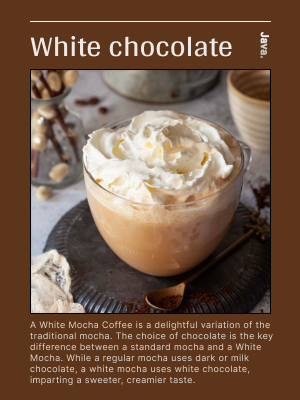 White chocolate
Java.
A White Mocha Coffee is a delightful variation of the
traditional mocha. The choice of chocolate is the key
difference between a standard mocha and a White
Mocha. While a regular mocha uses dark or milk
chocolate, a white mocha uses white chocolate,
imparting a sweeter, creamier taste.